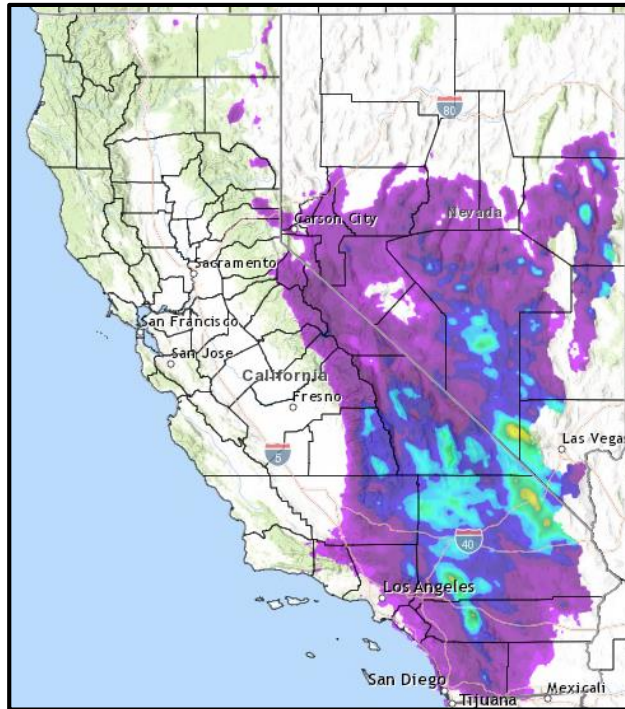 80
Nevada
Carson City
Sacramento
San Francisco
San Jose
California
Fresno
5
Las Vegas
40
Los Angeles
San Diego
Mexicali
Tijuana